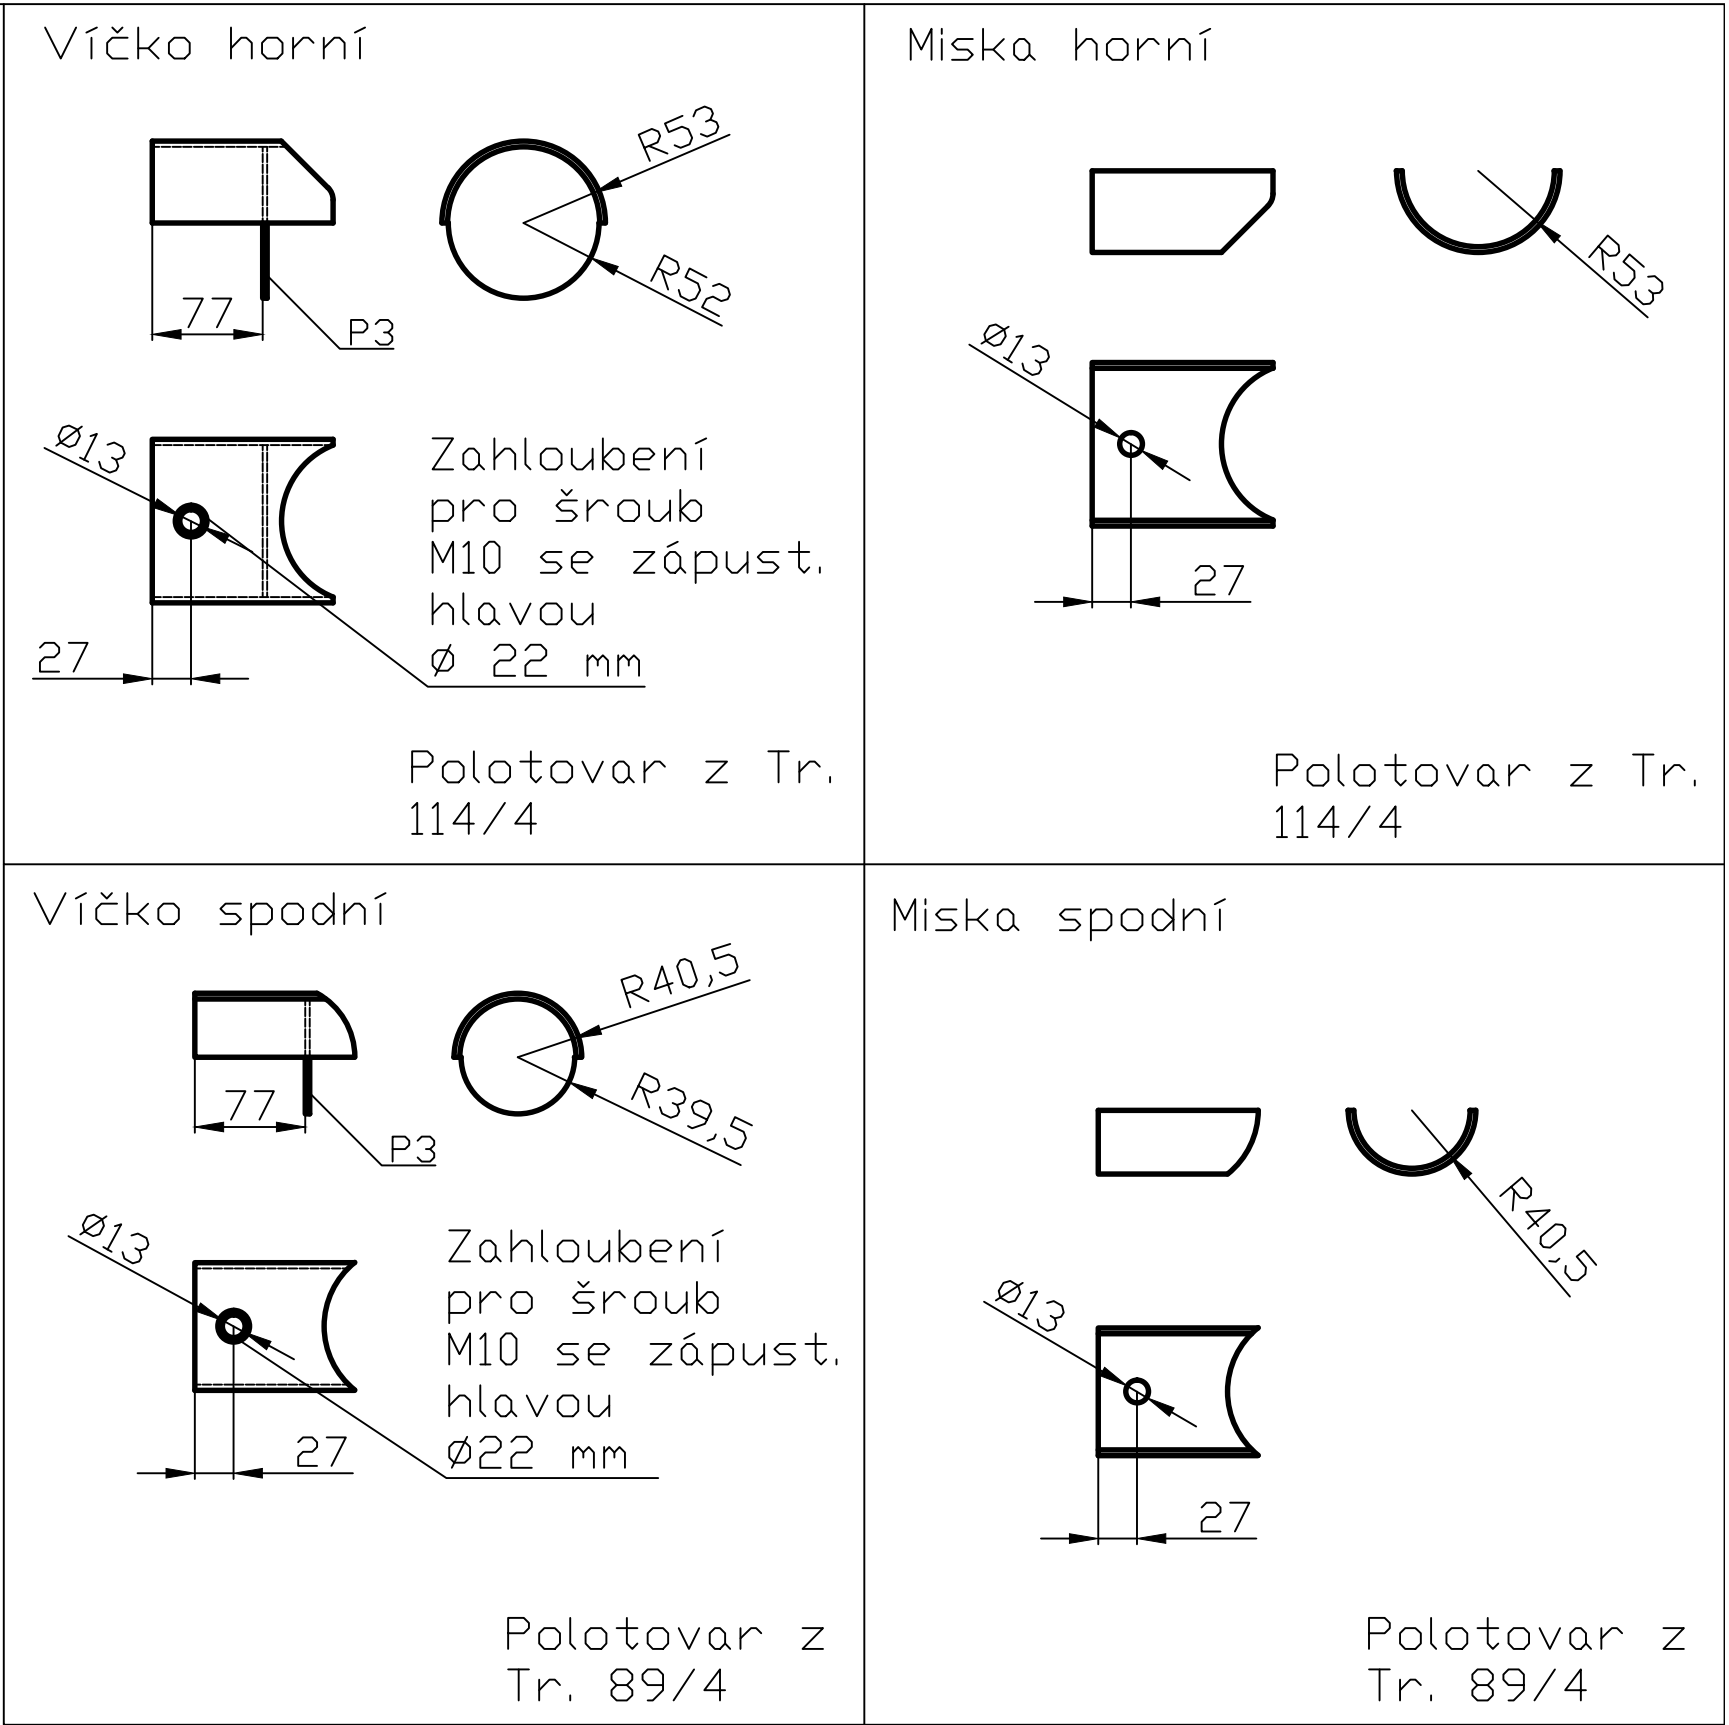 Víčko horní
R53
R52
77
P3
Ø13
Zahloubení
pro šroub
M10 se zápust.
hlavou
Ø 22 mm
27
Polotovar z Tr.
114/4
Miska horní
R53
Ø13
27
Polotovar z Tr.
114/4
Víčko spodní
R40,5
R39,5
77
P3
Ø13
Zahloubení
pro šroub
M10 se zápust.
hlavou
Ø22 mm
27
Polotovar z
Tr. 89/4
Miska spodní
R40,5
Ø13
27
Polotovar z
Tr. 89/4